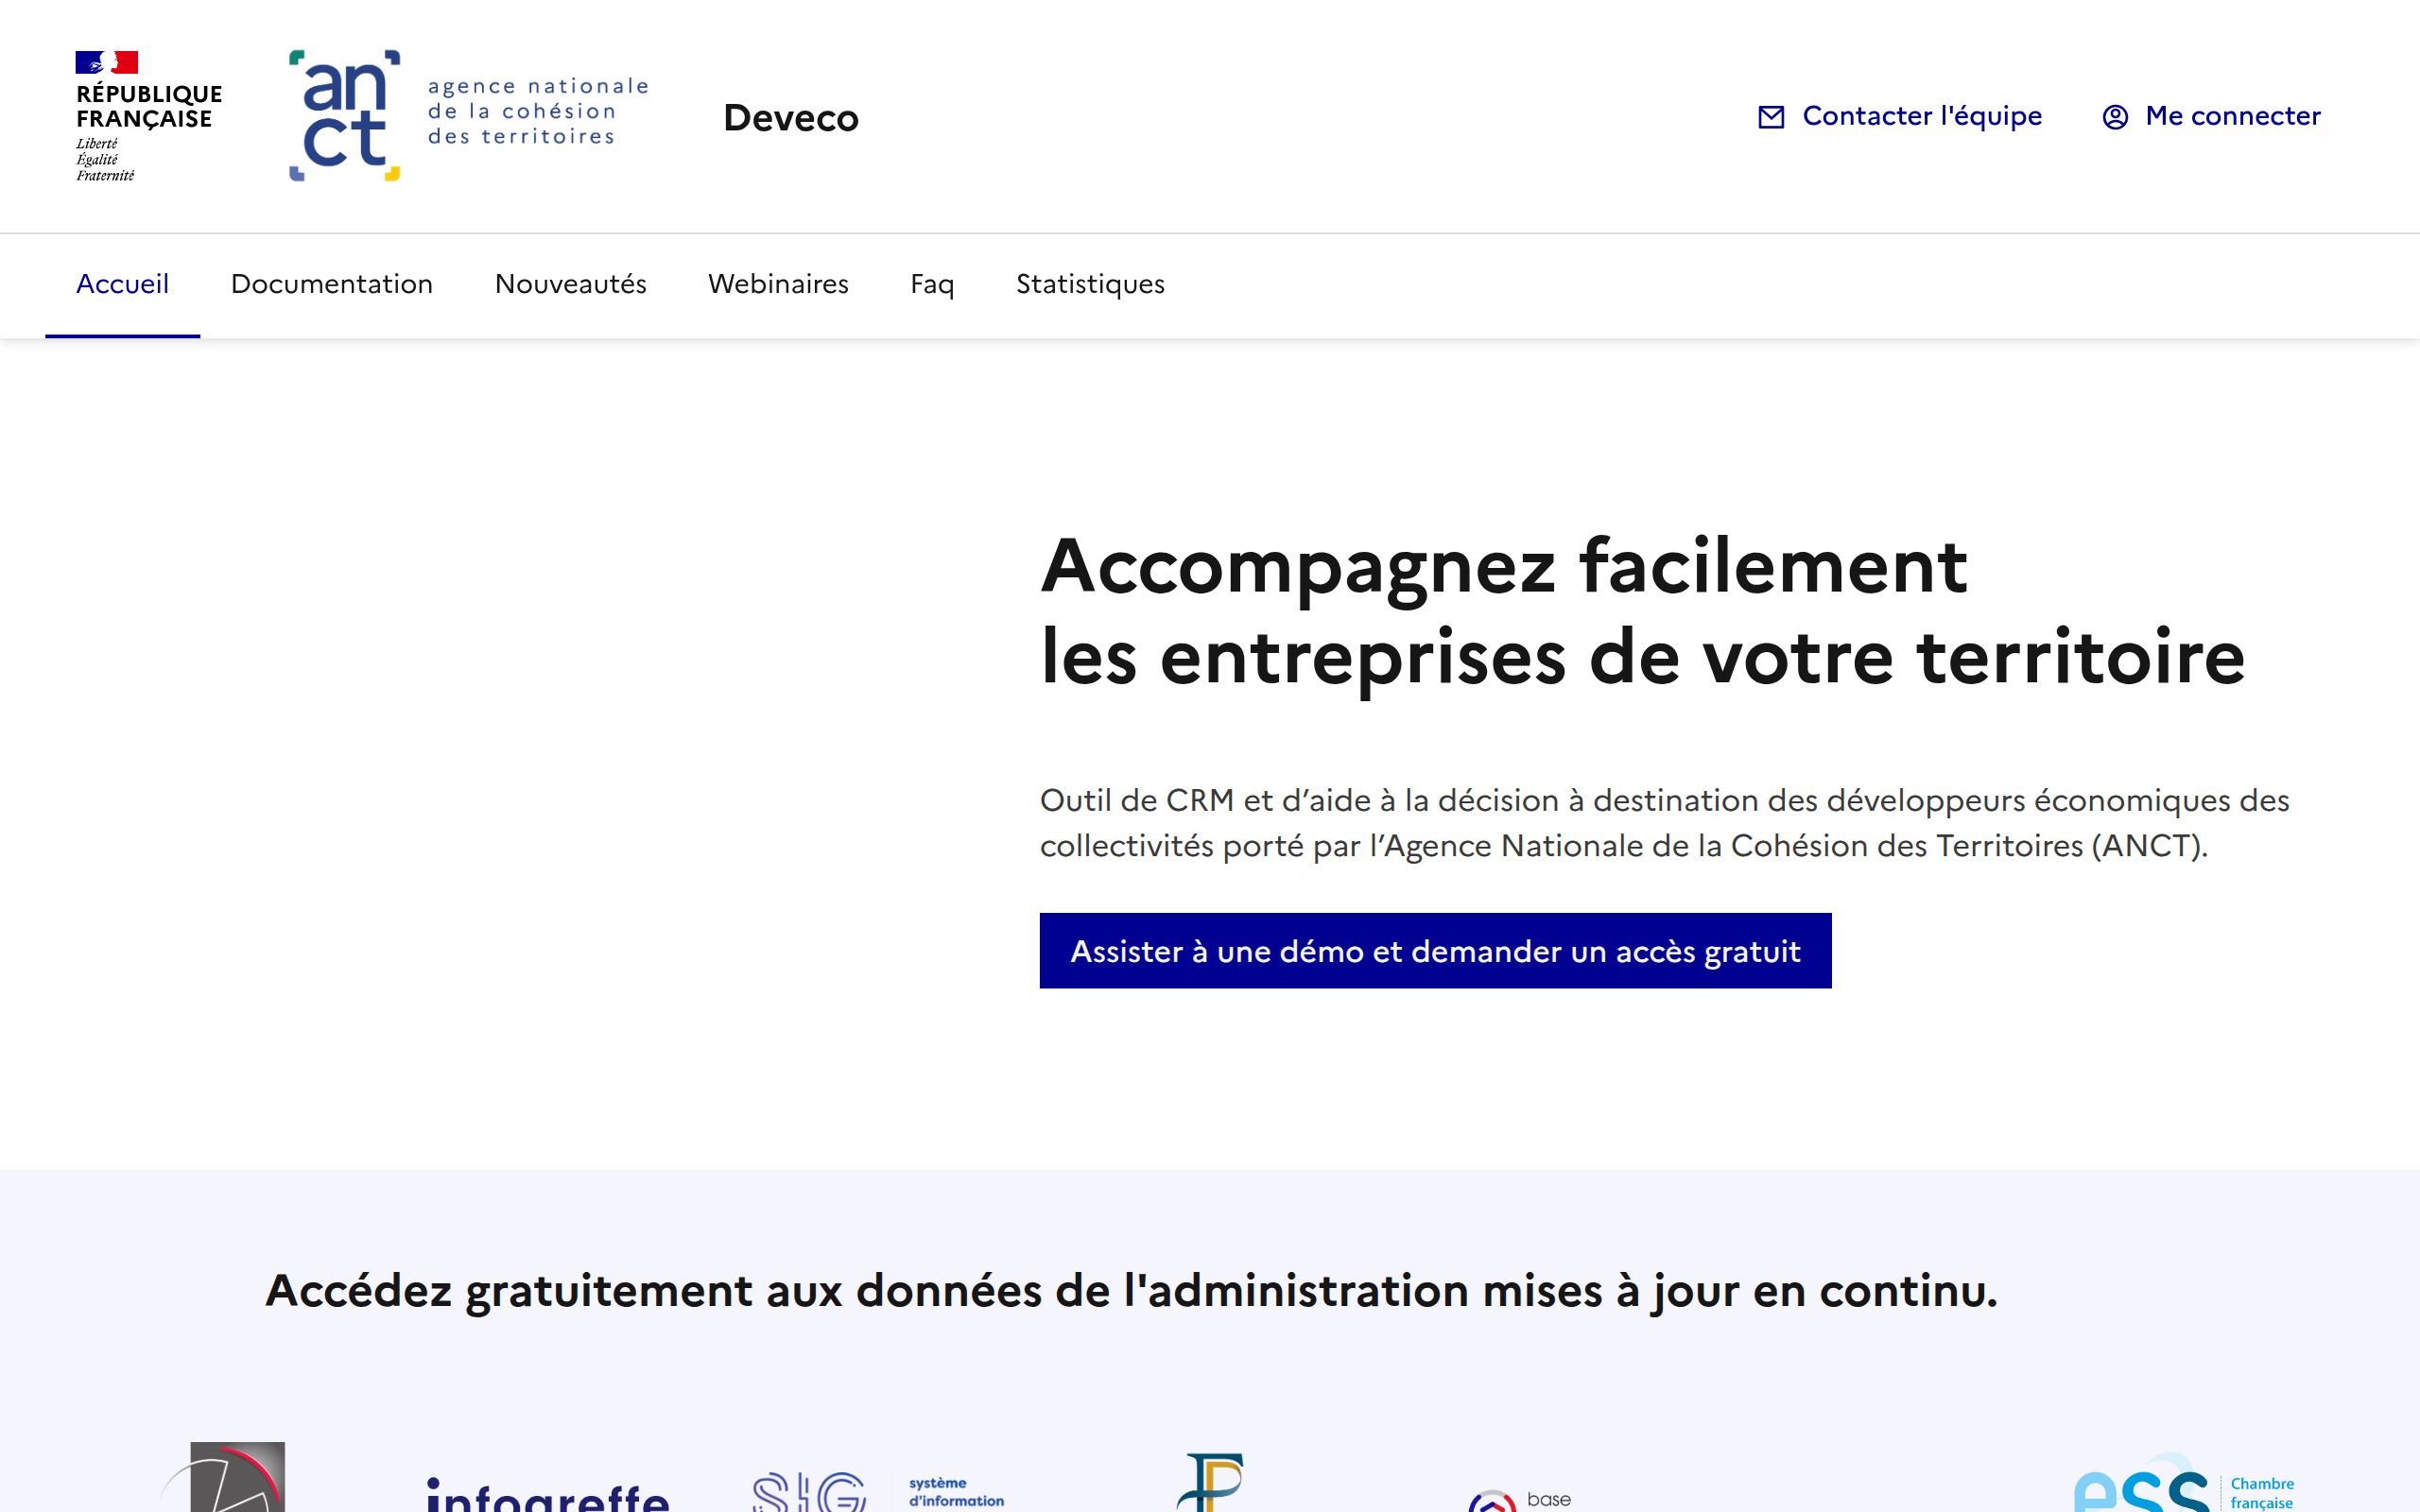 RÉPUBLIQUE
FRANÇAISE
Liberté
Égalité
Fraternité
an
ct
agence nationale
de la cohésion
des territoires
Deveco
Contacter l'équipe
Me connecter
Accueil
Documentation
Nouveautés
Webinaires
Faq
Statistiques
Accompagnez facilement
les entreprises de votre territoire
Outil de CRM et d’aide à la décision à destination des développeurs économiques des
collectivités porté par l’Agence Nationale de la Cohésion des Territoires (ANCT).
Assister à une démo et demander un accès gratuit
Accédez gratuitement aux données de l'administration mises à jour en continu.
infogreffe
SIG
système
d'information
FP
base
ess
Chambre
française